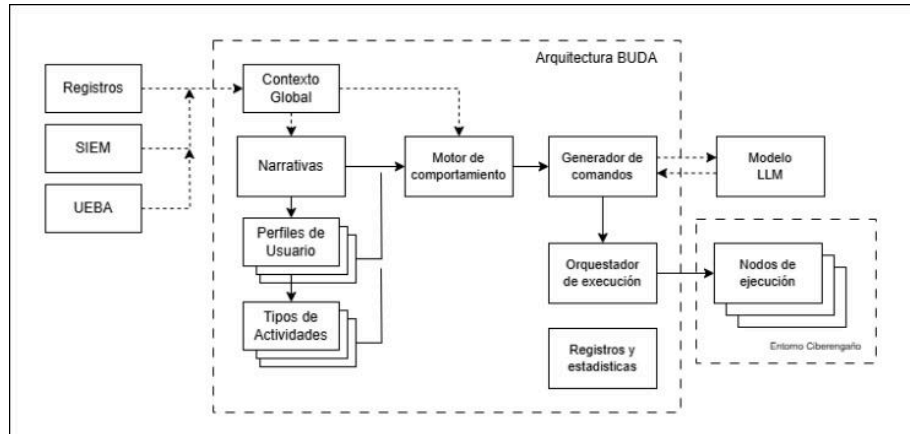 Arquitectura BUDA
Registros
SIEM
UEBA
Contexto
Global
Narrativas
Perfiles de
Usuario
Tipos de
Actividades
Motor de
comportamiento
Generador de
comandos
Modelo
LLM
Orquestador
de execución
Nodos de
ejecución
Entorno Ciberengaño
Registros y
estadísticas